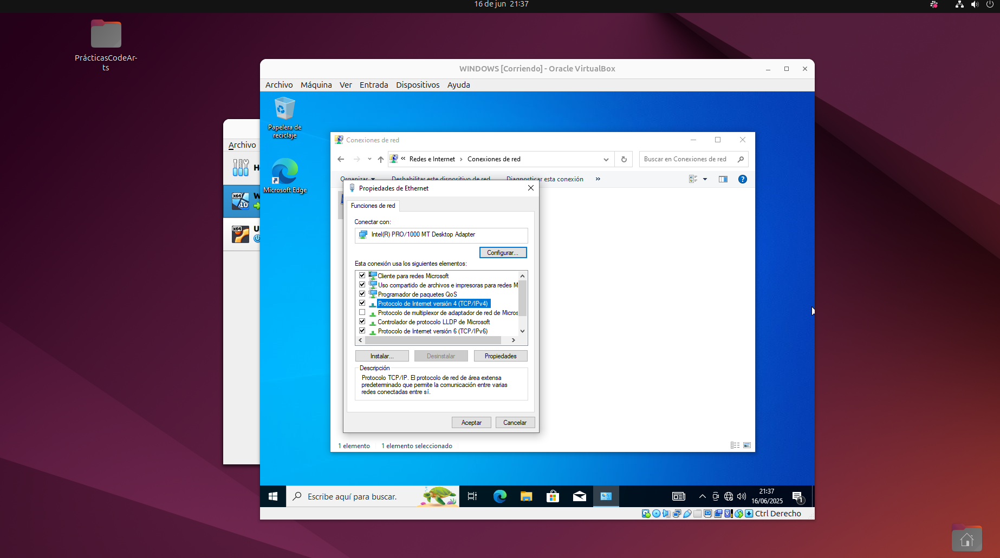 16 de jun 21:37
PrácticasCodeAr-
ts
WINDOWS [Corriendo] - Oracle VirtualBox
Archivo Máquina Ver Entrada Dispositivos Ayuda
Papelera de
reciclaje
Microsoft Edge
Archivo
x64
10
x64
Conexiones de red
« Redes e Internet › Conexiones de red
Buscar en Conexiones de red
Organizar Deshabilitar este dispositivo de red Diagnosticar esta conexión »
Propiedades de Ethernet
Funciones de red
Conectar con:
Intel(R) PRO/1000 MT Desktop Adapter
Configurar...
Esta conexión usa los siguientes elementos:
Cliente para redes Microsoft
Uso compartido de archivos e impresoras para redes M
Programador de paquetes QoS
Protocolo de Internet versión 4 (TCP/IPv4)
Protocolo de multiplexor de adaptador de red de Micros
Controlador de protocolo LLDP de Microsoft
Protocolo de Internet versión 6 (TCP/IPv6)
Instalar... Desinstalar Propiedades
Descripción
Protocolo TCP/IP. El protocolo de red de área extensa
predeterminado que permite la comunicación entre varias
redes conectadas entre sí.
Aceptar Cancelar
1 elemento 1 elemento seleccionado
Escribe aquí para buscar.
21:37
16/06/2025
1
Ctrl Derecho